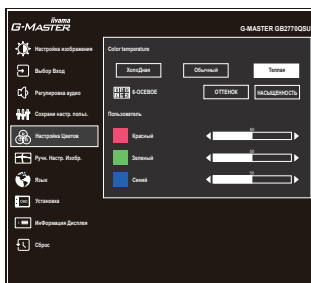 iiyama
G-MASTER
G-MASTER GB2770QSU
Настройка изображения
Выбор Вход
Регулировка аудио
Сохрани настр. польз.
Настройка Цветов
Ручн. Настр. Изобр.
Язык
OSD
Установка
ИнФормация Дисплея
Сброс
Color temperature
ХолоДная
Обычный
Теплая
6-ОСЕВОЕ
ОТТЕНОК
НАСЫЩЕННОСТЬ
Пользователь
Красный
50
Зеленый
50
Синий
50